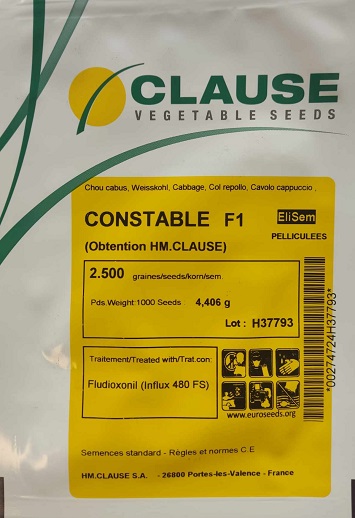 CLAUSE
VEGETABLE SEEDS
Chou cabus, Weisskohl, Cabbage, Col repollo, Cavolo cappuccio ,
CONSTABLE F1
EliSem
PELLICULEES
(Obtention HM.CLAUSE)
2.500 graines/seeds/korn/sem
Pds.Weight 1000 Seeds : 4,406 g
Lot : H37793
*00274724H37793*
Traitement/Treated with/Trat.con:
Fludioxonil (Influx 480 FS)
www.euroseeds.org
Semences standard - Règles et normes C.E
HM.CLAUSE S.A. - 26800 Portes-les-Valence - France